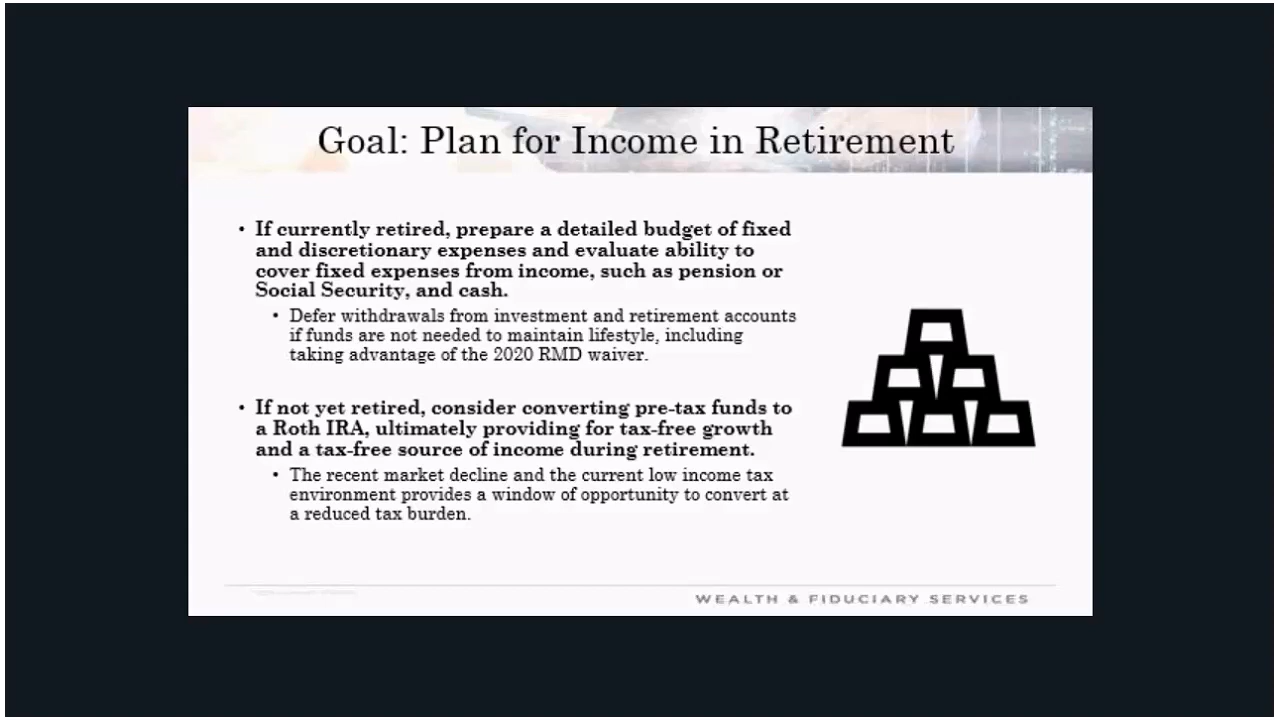 Goal: Plan for Income in Retirement
• If currently retired, prepare a detailed budget of fixed
and discretionary expenses and evaluate ability to
cover fixed expenses from income, such as pension or
Social Security, and cash.
• Defer withdrawals from investment and retirement accounts
if funds are not needed to maintain lifestyle, including
taking advantage of the 2020 RMD waiver.
• If not yet retired, consider converting pre-tax funds to
a Roth IRA, ultimately providing for tax-free growth
and a tax-free source of income during retirement.
• The recent market decline and the current low income tax
environment provides a window of opportunity to convert at
a reduced tax burden.
WEALTH & FIDUCIARY SERVICES